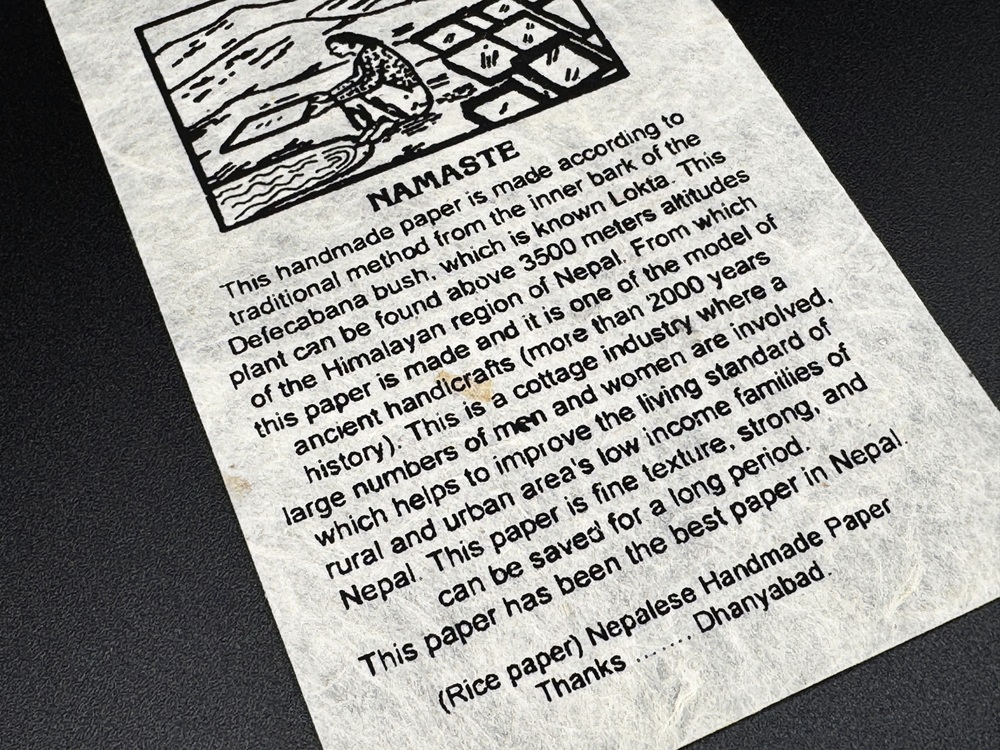 NAMASTE
This handmade paper is made according to
traditional method from the inner bark of the
Defecabana bush, which is known Lokta. This
plant can be found above 3500 meters altitudes
of the Himalayan region of Nepal. From which
this paper is made and it is one of the model of
ancient handicrafts (more than 2000 years
history). This is a cottage industry where a
large numbers of men and women are involved,
which helps to improve the living standard of
rural and urban area's low income families of
Nepal. This paper is fine texture, strong, and
can be saved for a long period.
This paper has been the best paper in Nepal.
(Rice paper) Nepalese Handmade Paper
Thanks ....... Dhanyabad.